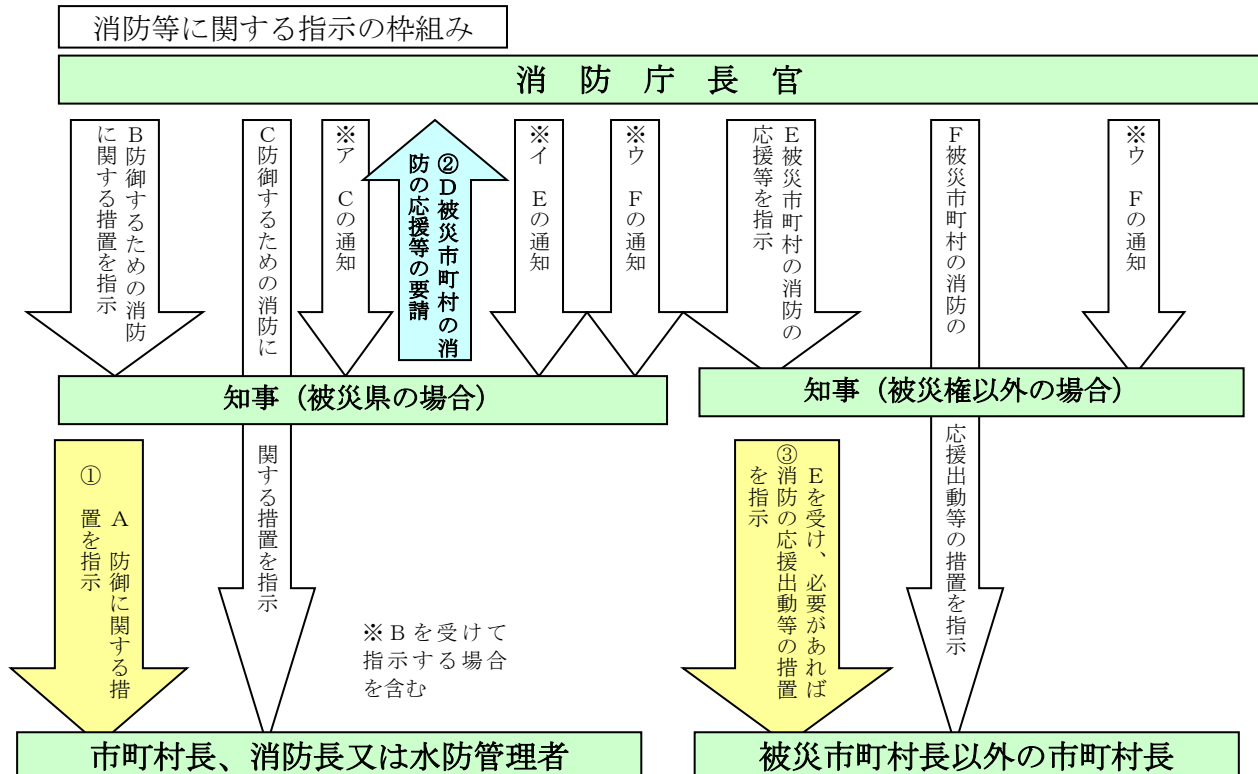 消防等に関する指示の枠組み
消　防　庁　長　官
B防御するための消防
に関する措置を指示
C防御するための消防に
※ア　Cの通知
②D被災市町村の消
防の応援等の要請
※イ　Eの通知
※ウ　Fの通知
E被災市町村の消防の
応援等を指示
F被災市町村の消防の
※ウ　Fの通知
知事（被災県の場合）
知事（被災権以外の場合）
①　A　防御に関する措
置を指示
関する措置を指示
※Bを受けて
指示する場合
を含む
Eを受け、必要があれば
③消防の応援出動等の措置
を指示
応援出動等の措置を指示
市町村長、消防長又は水防管理者
被災市町村長以外の市町村長